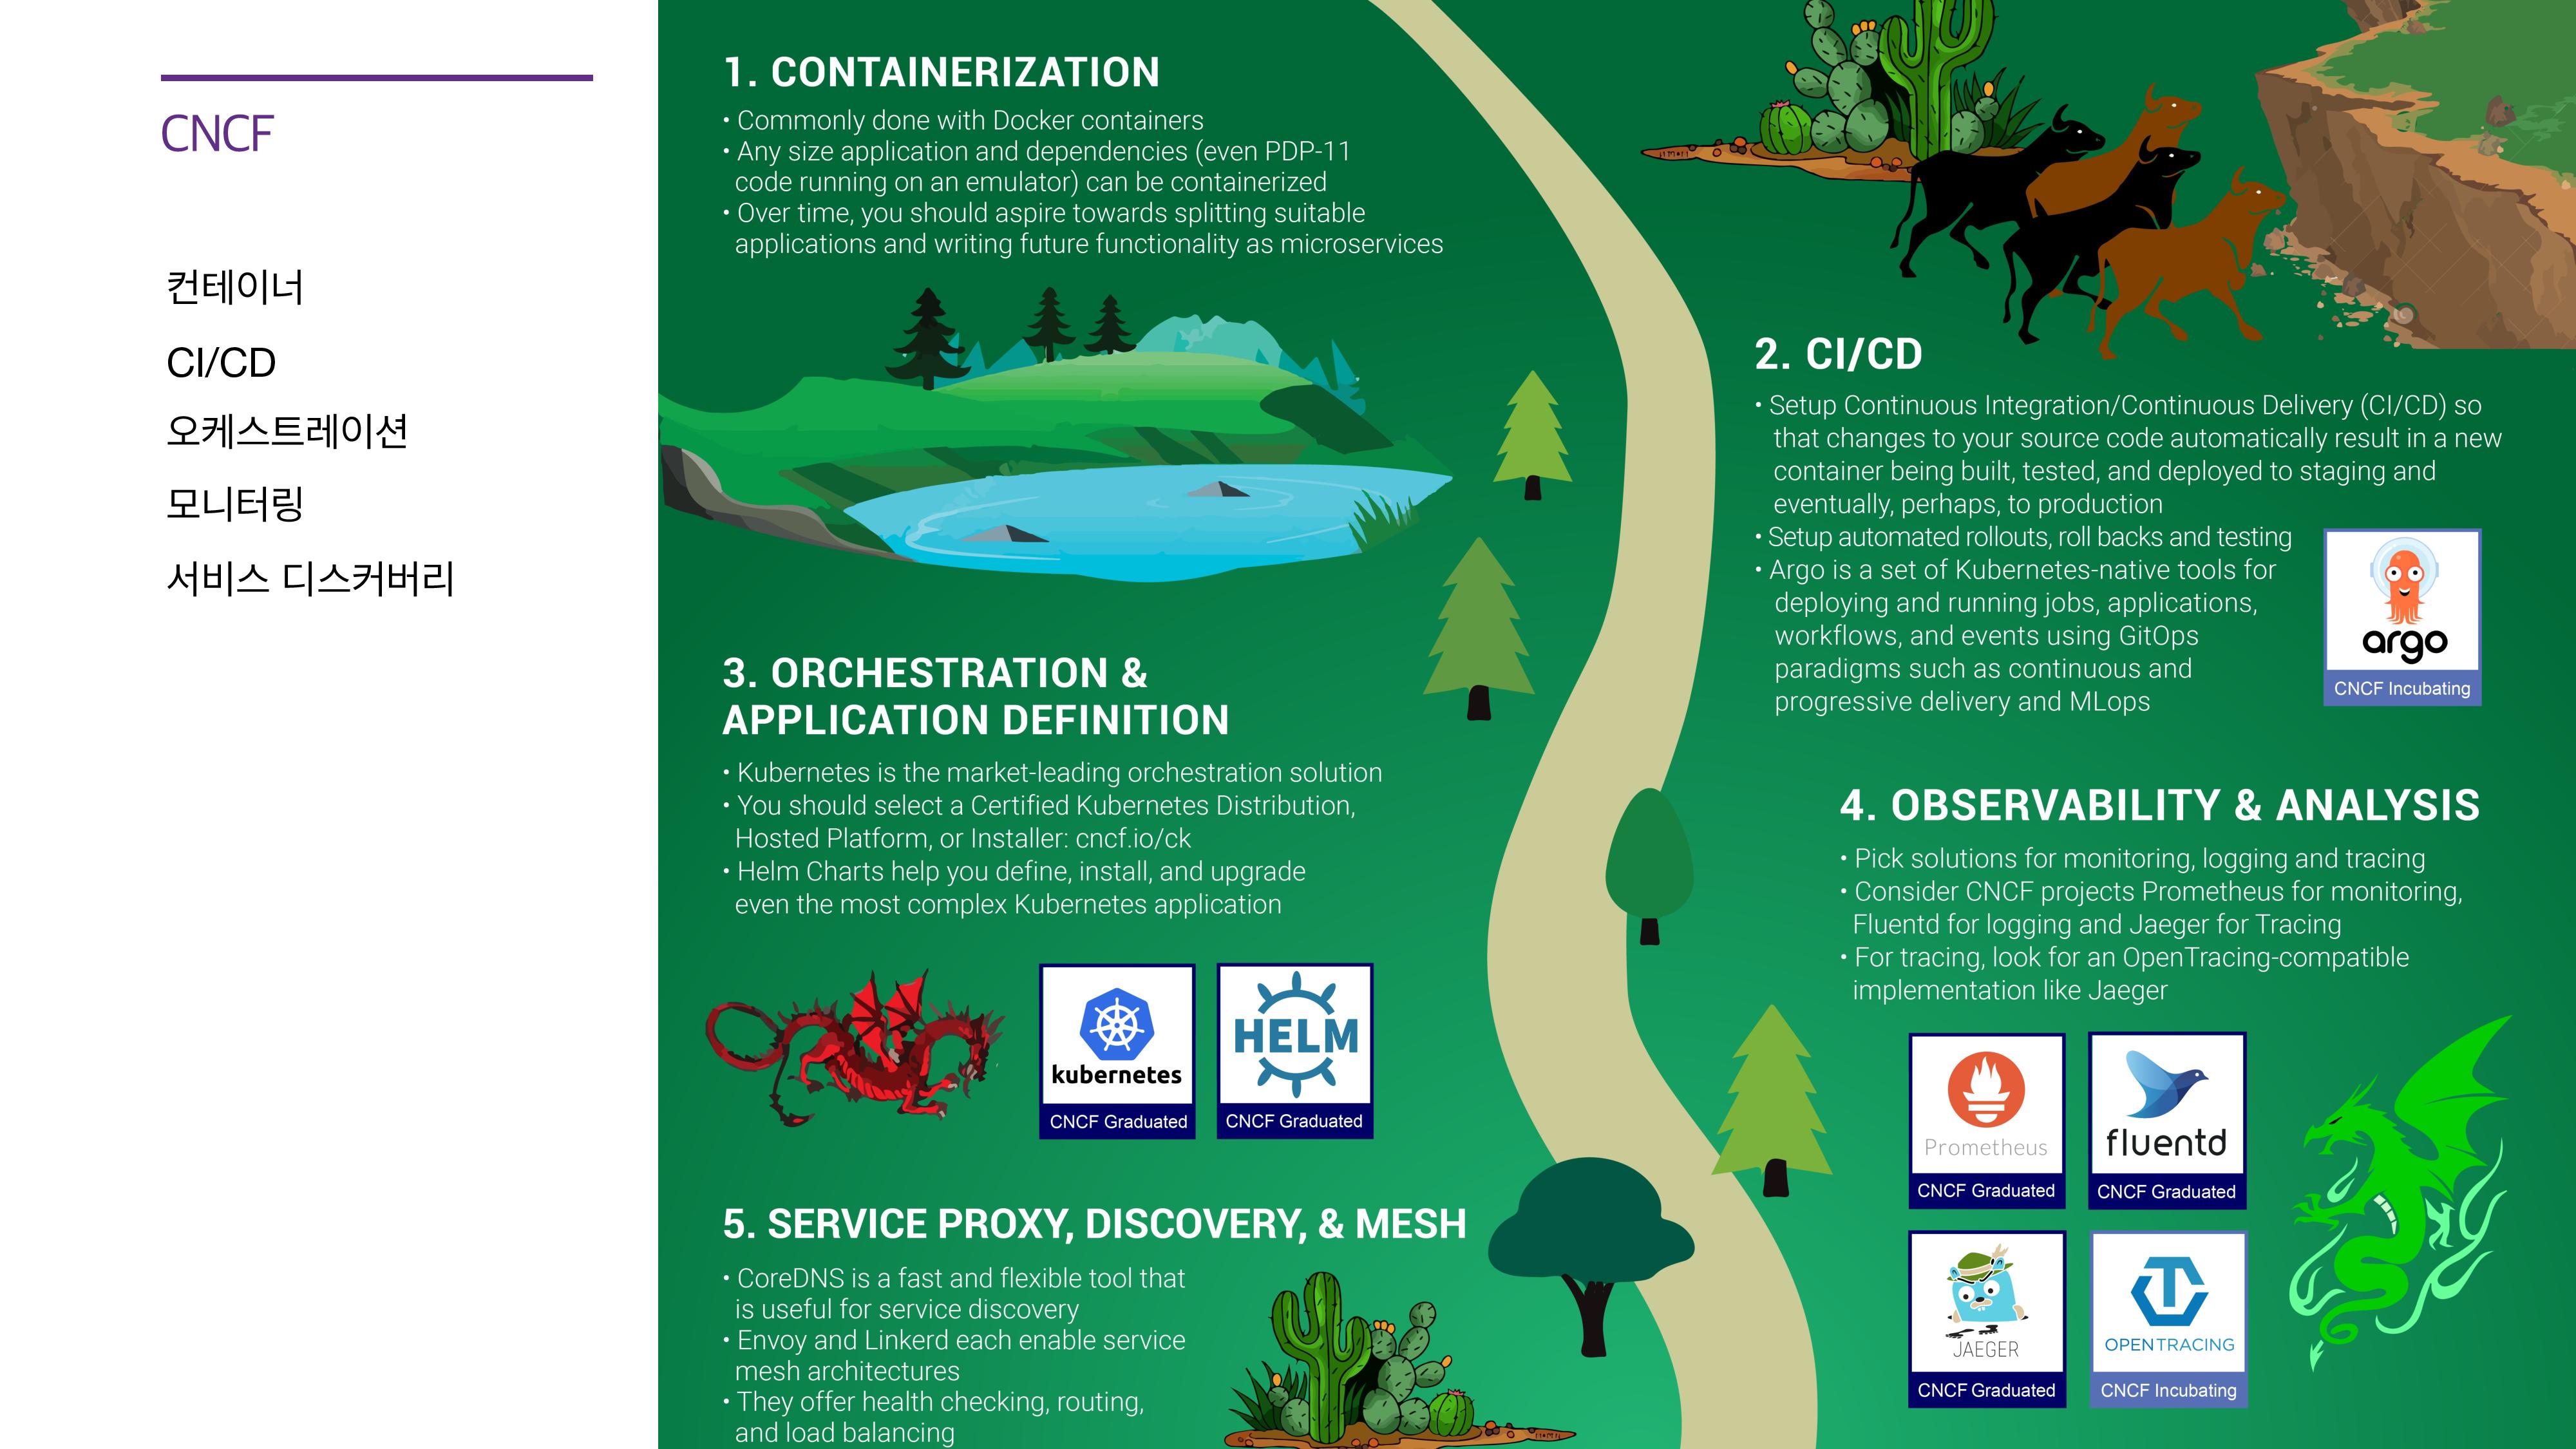 CNCF
컨테이너
CI/CD
오케스트레이션
모니터링
서비스 디스커버리
1. CONTAINERIZATION
• Commonly done with Docker containers
• Any size application and dependencies (even PDP-11
code running on an emulator) can be containerized
• Over time, you should aspire towards splitting suitable
applications and writing future functionality as microservices
2. CI/CD
• Setup Continuous Integration/Continuous Delivery (CI/CD) so
that changes to your source code automatically result in a new
container being built, tested, and deployed to staging and
eventually, perhaps, to production
• Setup automated rollouts, roll backs and testing
• Argo is a set of Kubernetes-native tools for
deploying and running jobs, applications,
workflows, and events using GitOps
paradigms such as continuous and
progressive delivery and MLops
argo
CNCF Incubating
3. ORCHESTRATION &
APPLICATION DEFINITION
• Kubernetes is the market-leading orchestration solution
• You should select a Certified Kubernetes Distribution,
Hosted Platform, or Installer: cncf.io/ck
• Helm Charts help you define, install, and upgrade
even the most complex Kubernetes application
kubernetes
CNCF Graduated
HELM
CNCF Graduated
4. OBSERVABILITY & ANALYSIS
• Pick solutions for monitoring, logging and tracing
• Consider CNCF projects Prometheus for monitoring,
Fluentd for logging and Jaeger for Tracing
• For tracing, look for an OpenTracing-compatible
implementation like Jaeger
Prometheus
CNCF Graduated
fluentd
CNCF Graduated
JAEGER
CNCF Graduated
OPENTRACING
CNCF Incubating
5. SERVICE PROXY, DISCOVERY, & MESH
• CoreDNS is a fast and flexible tool that
is useful for service discovery
• Envoy and Linkerd each enable service
mesh architectures
• They offer health checking, routing,
and load balancing